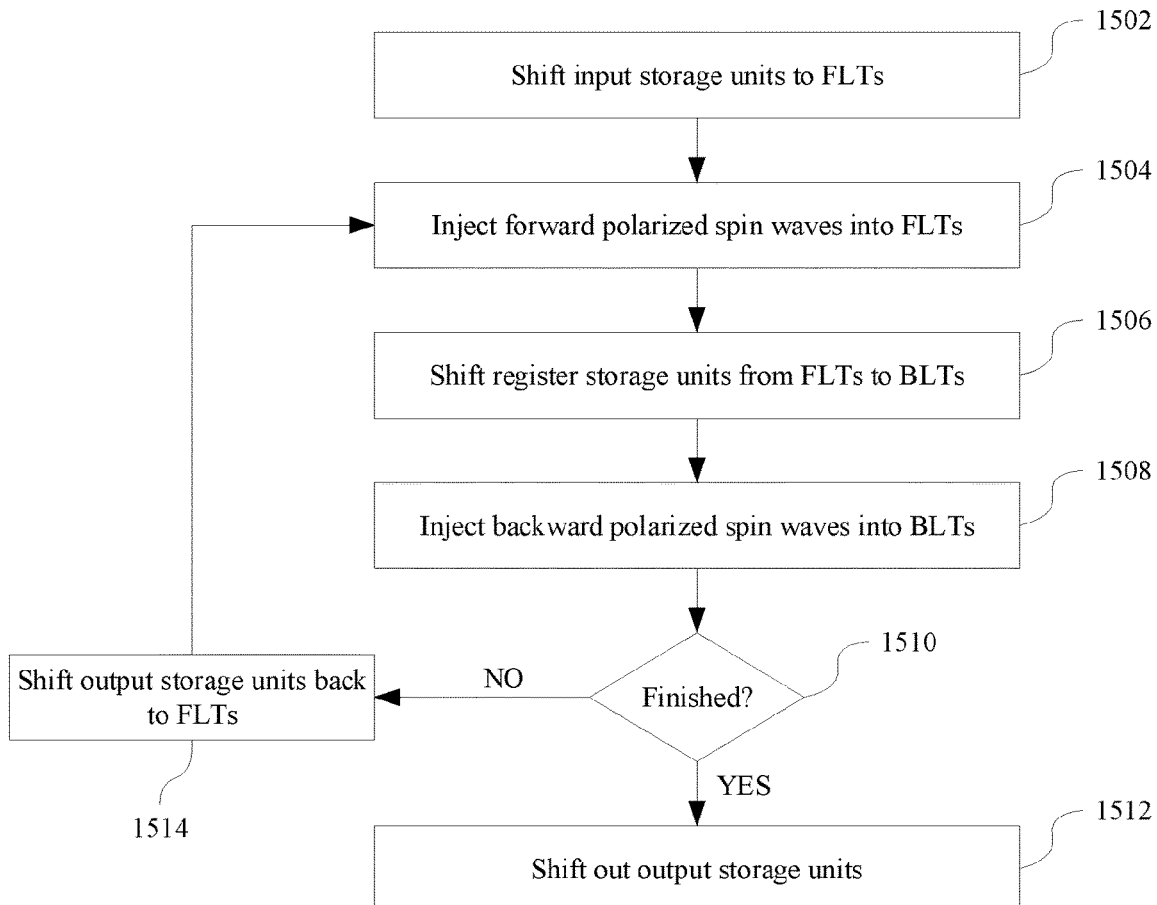 1502
Shift input storage units to FLTs
1504
Inject forward polarized spin waves into FLTs
1506
Shift register storage units from FLTs to BLTs
1508
Inject backward polarized spin waves into BLTs
1510
Finished?
NO
Shift output storage units back
to FLTs
1514
YES
1512
Shift out output storage units